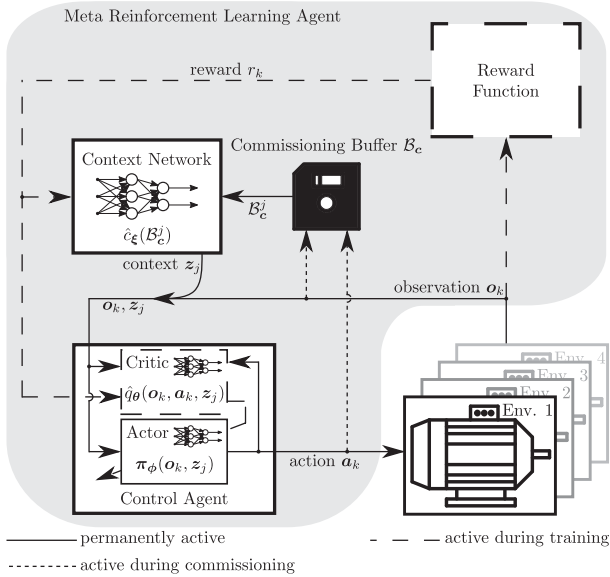 Meta Reinforcement Learning Agent
reward r_k
Reward
Function
Context Network
ĉ_ξ(𝓑_c^j)
Commissioning Buffer 𝓑_c
𝓑_c^j
context z_j
observation o_k
o_k, z_j
Critic
q̂_θ(o_k, a_k, z_j)
Actor
π_ϕ(o_k, z_j)
Control Agent
action a_k
Env. 4
Env. 3
Env. 2
Env. 1
permanently active
active during training
active during commissioning